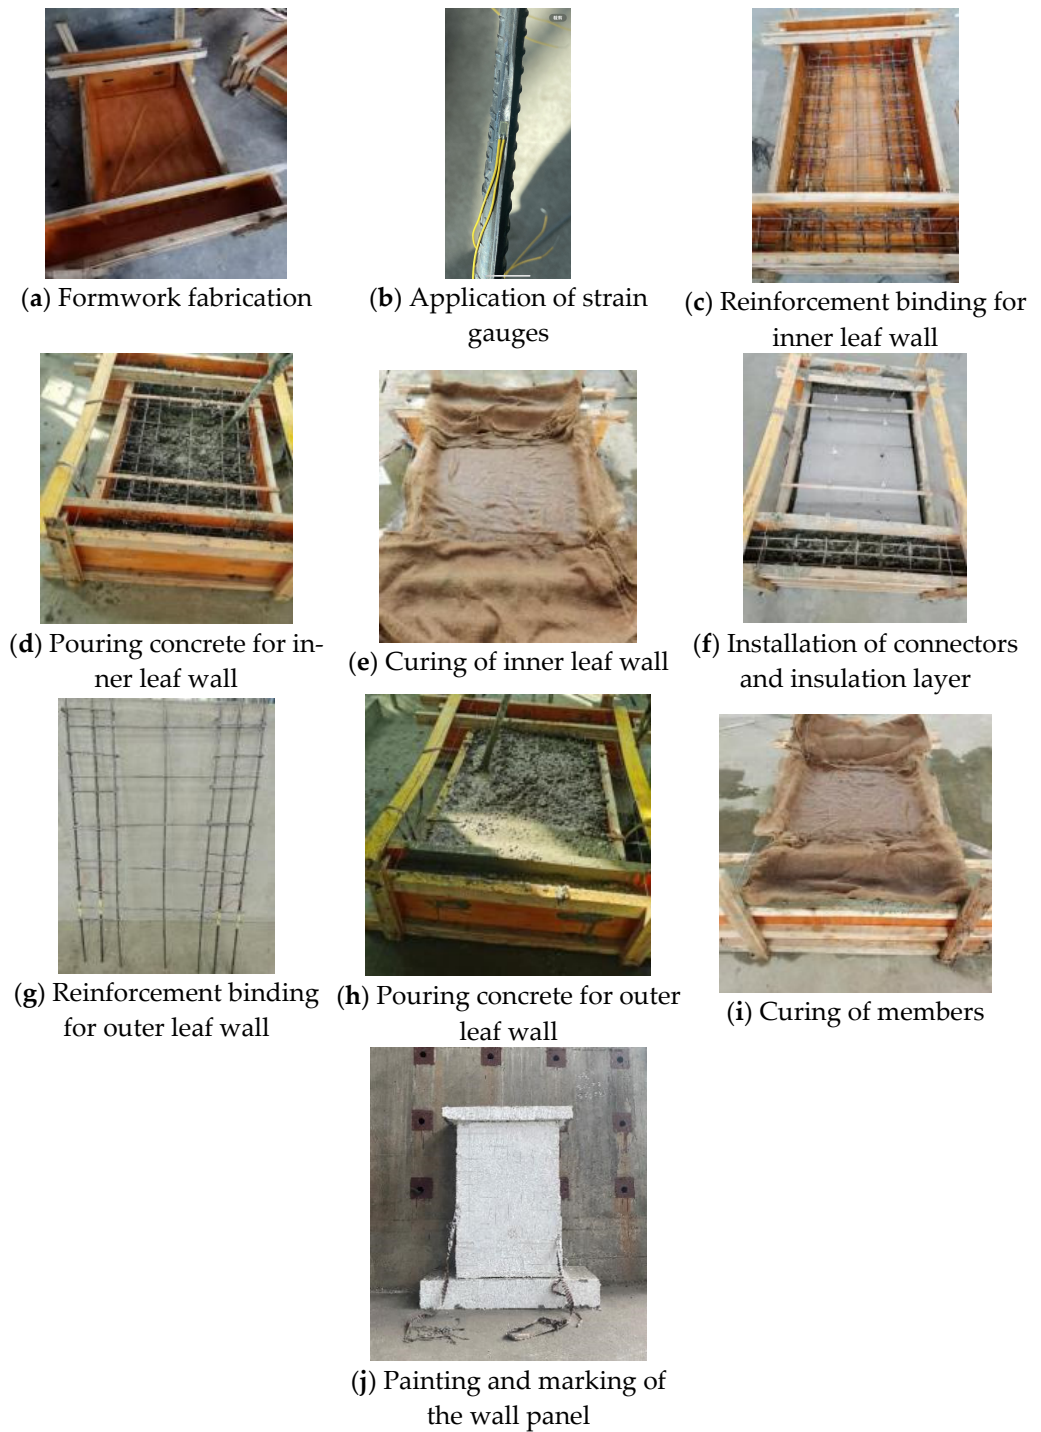 (a) Formwork fabrication
(b) Application of strain
gauges
(c) Reinforcement binding for
inner leaf wall
(d) Pouring concrete for in-
ner leaf wall
(e) Curing of inner leaf wall
(f) Installation of connectors
and insulation layer
(g) Reinforcement binding
for outer leaf wall
(h) Pouring concrete for outer
leaf wall
(i) Curing of members
(j) Painting and marking of
the wall panel